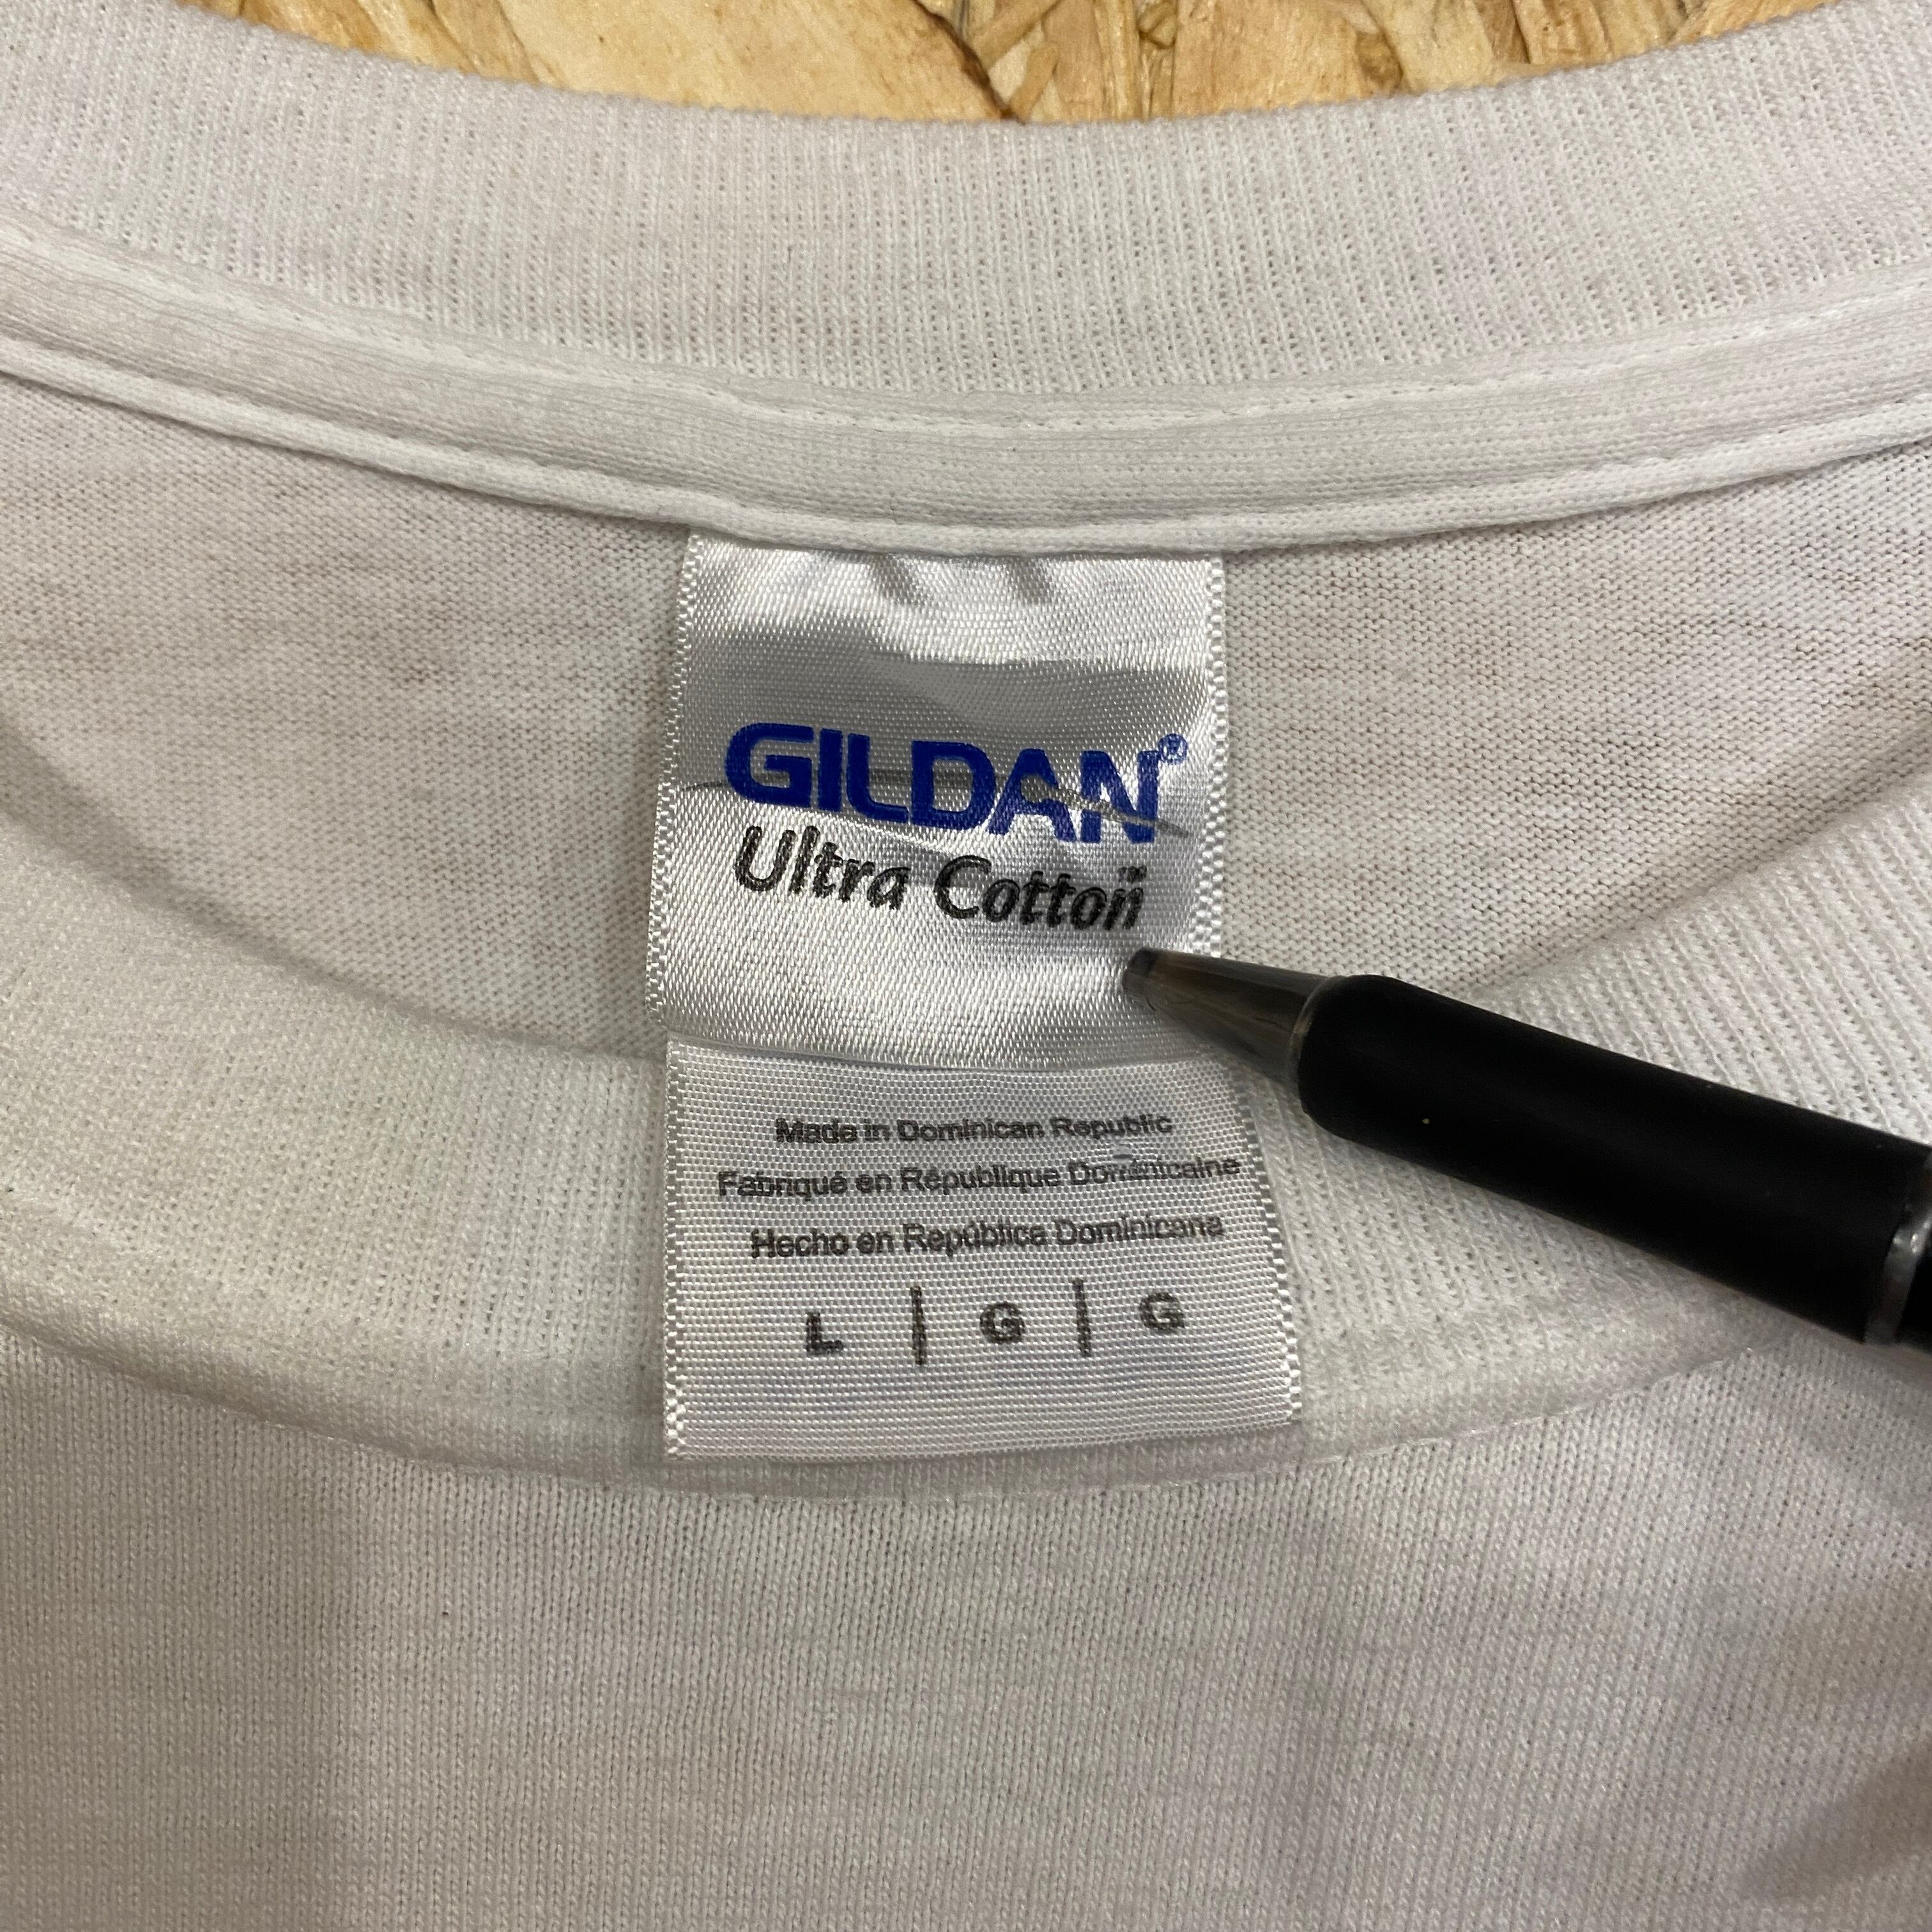 GILDAN®
Ultra Cotton™
Made in Dominican Republic
Fabriqué en République Dominicaine
Hecho en República Dominicana
L | G | G